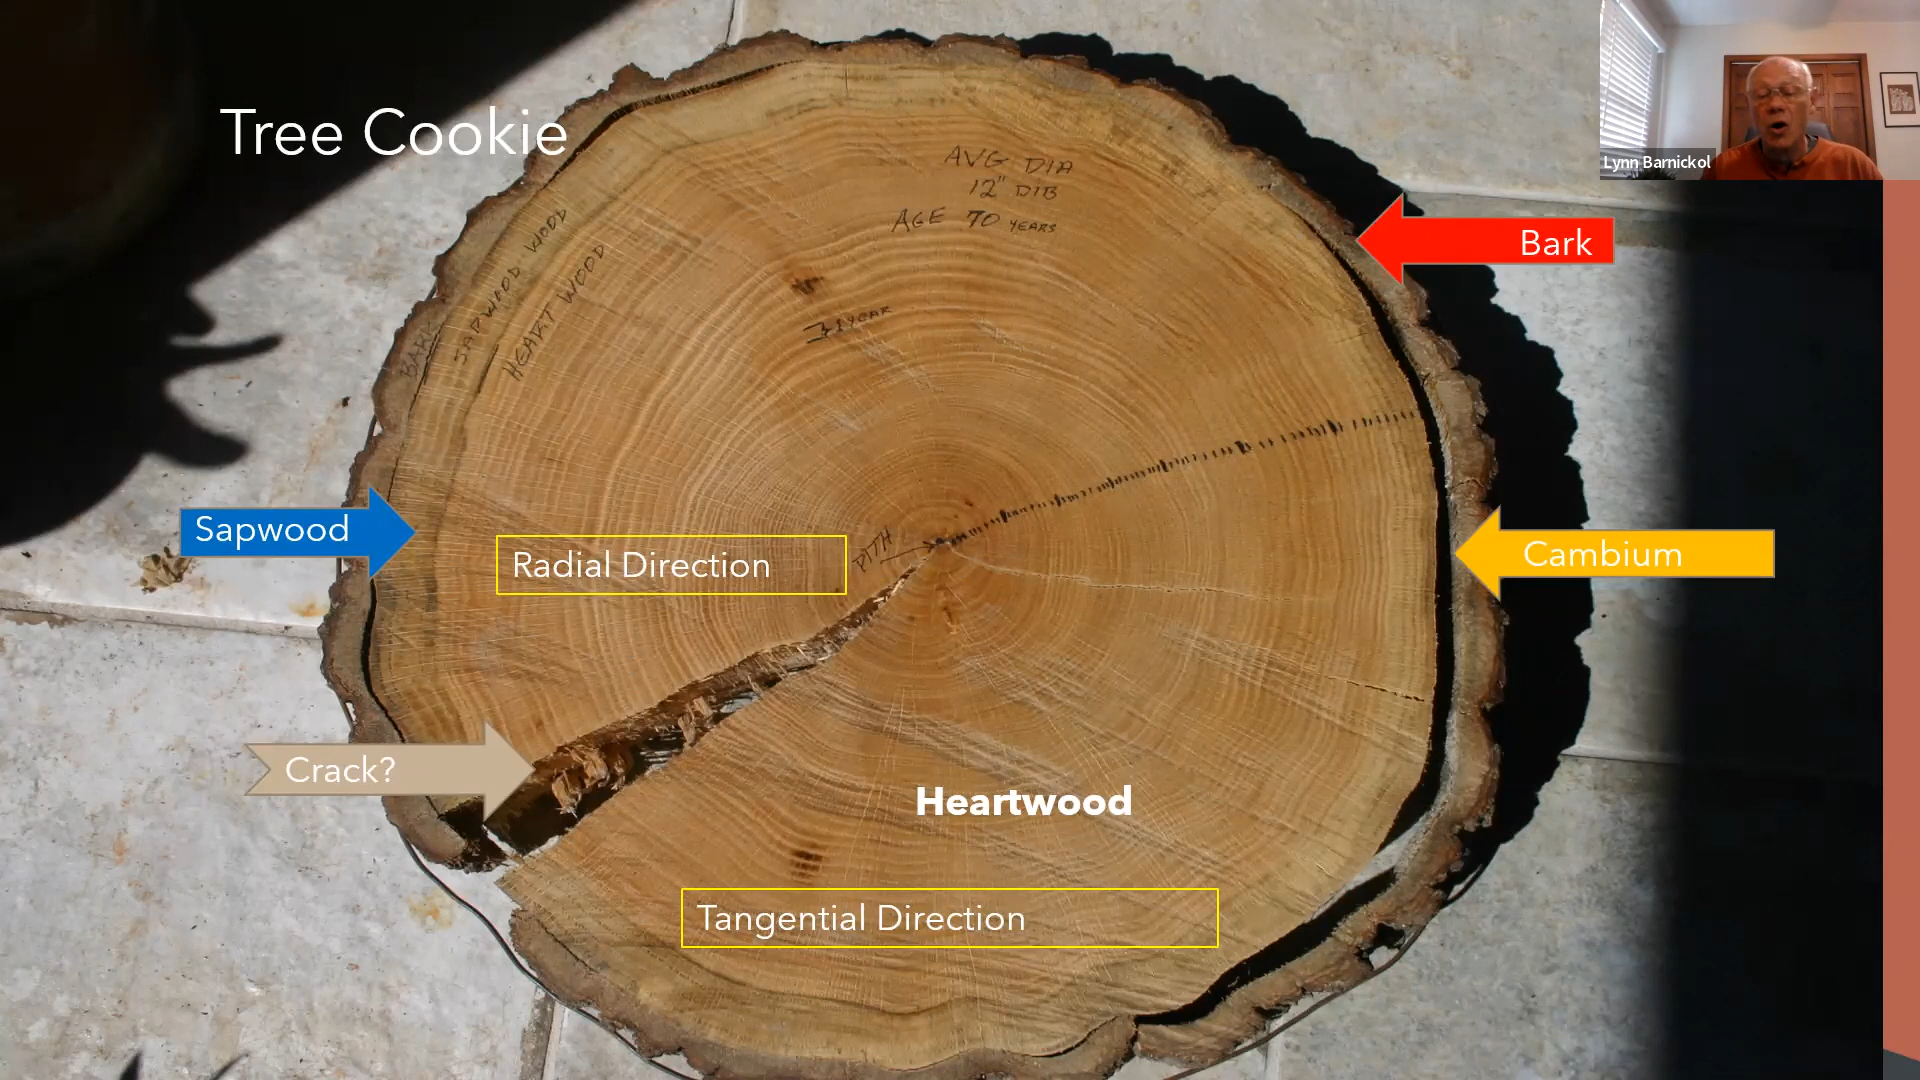 Tree Cookie
Lynn Barnickol
AVG DIA
12" DIB
AGE 70 YEARS
Bark
BARK
SAPWOOD WOOD
HEART WOOD
1 YEAR
Sapwood
Radial Direction
PITH
Cambium
Crack?
Heartwood
Tangential Direction